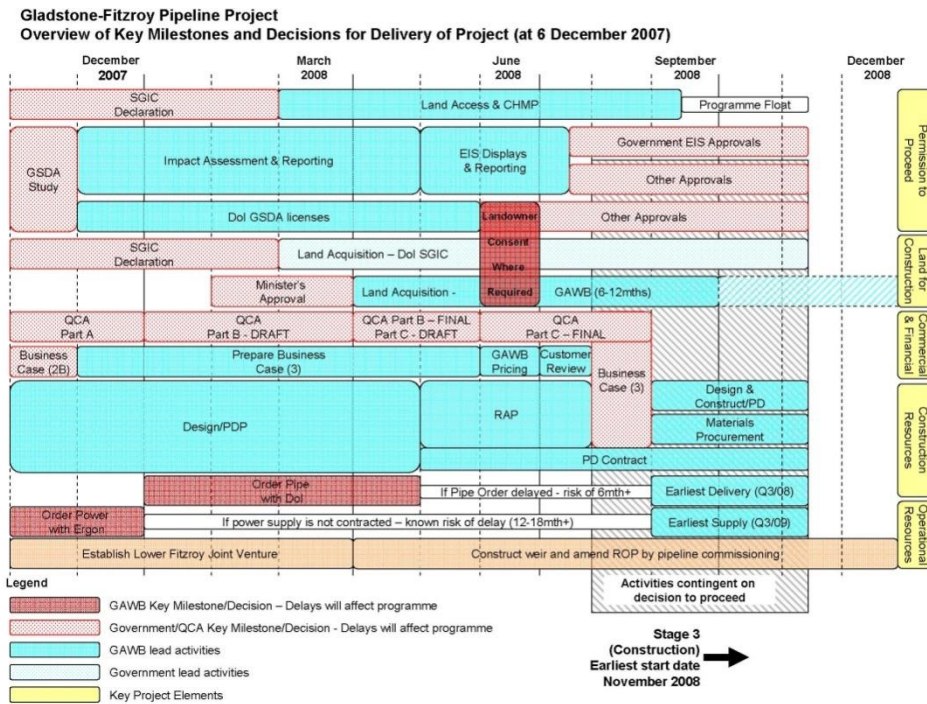 Gladstone-Fitzroy Pipeline Project
Overview of Key Milestones and Decisions for Delivery of Project (at 6 December 2007)
December
2007
March
2008
June
2008
September
2008
December
2008
SGIC
Declaration
Land Access & CHMP
Programme Float
GSDA
Study
Impact Assessment & Reporting
EIS Displays
& Reporting
Government EIS Approvals
Other Approvals
DoI GSDA licenses
Landowner
Consent
Where
Required
Other Approvals
Permission to
Proceed
SGIC
Declaration
Land Acquisition – DoI SGIC
Minister's
Approval
Land Acquisition -
GAWB (6-12mths)
Land for
Construction
QCA
Part A
QCA
Part B - DRAFT
QCA Part B – FINAL
Part C - DRAFT
QCA
Part C – FINAL
Business
Case (2B)
Prepare Business
Case (3)
GAWB
Pricing
Customer
Review
Business
Case (3)
Commercial
& Financial
Design/PDP
RAP
Design &
Construct/PD
Materials
Procurement
PD Contract
Order Pipe
with DoI
If Pipe Order delayed - risk of 6mth+
Earliest Delivery (Q3/08)
Construction
Resources
Order Power
with Ergon
If power supply is not contracted – known risk of delay (12-18mth+)
Earliest Supply (Q3/09)
Establish Lower Fitzroy Joint Venture
Construct weir and amend ROP by pipeline commissioning
Operational
Resources
Activities contingent on
decision to proceed
Legend
GAWB Key Milestone/Decision – Delays will affect programme
Government/QCA Key Milestone/Decision - Delays will affect programme
GAWB lead activities
Government lead activities
Key Project Elements
Stage 3
(Construction)
Earliest start date
November 2008